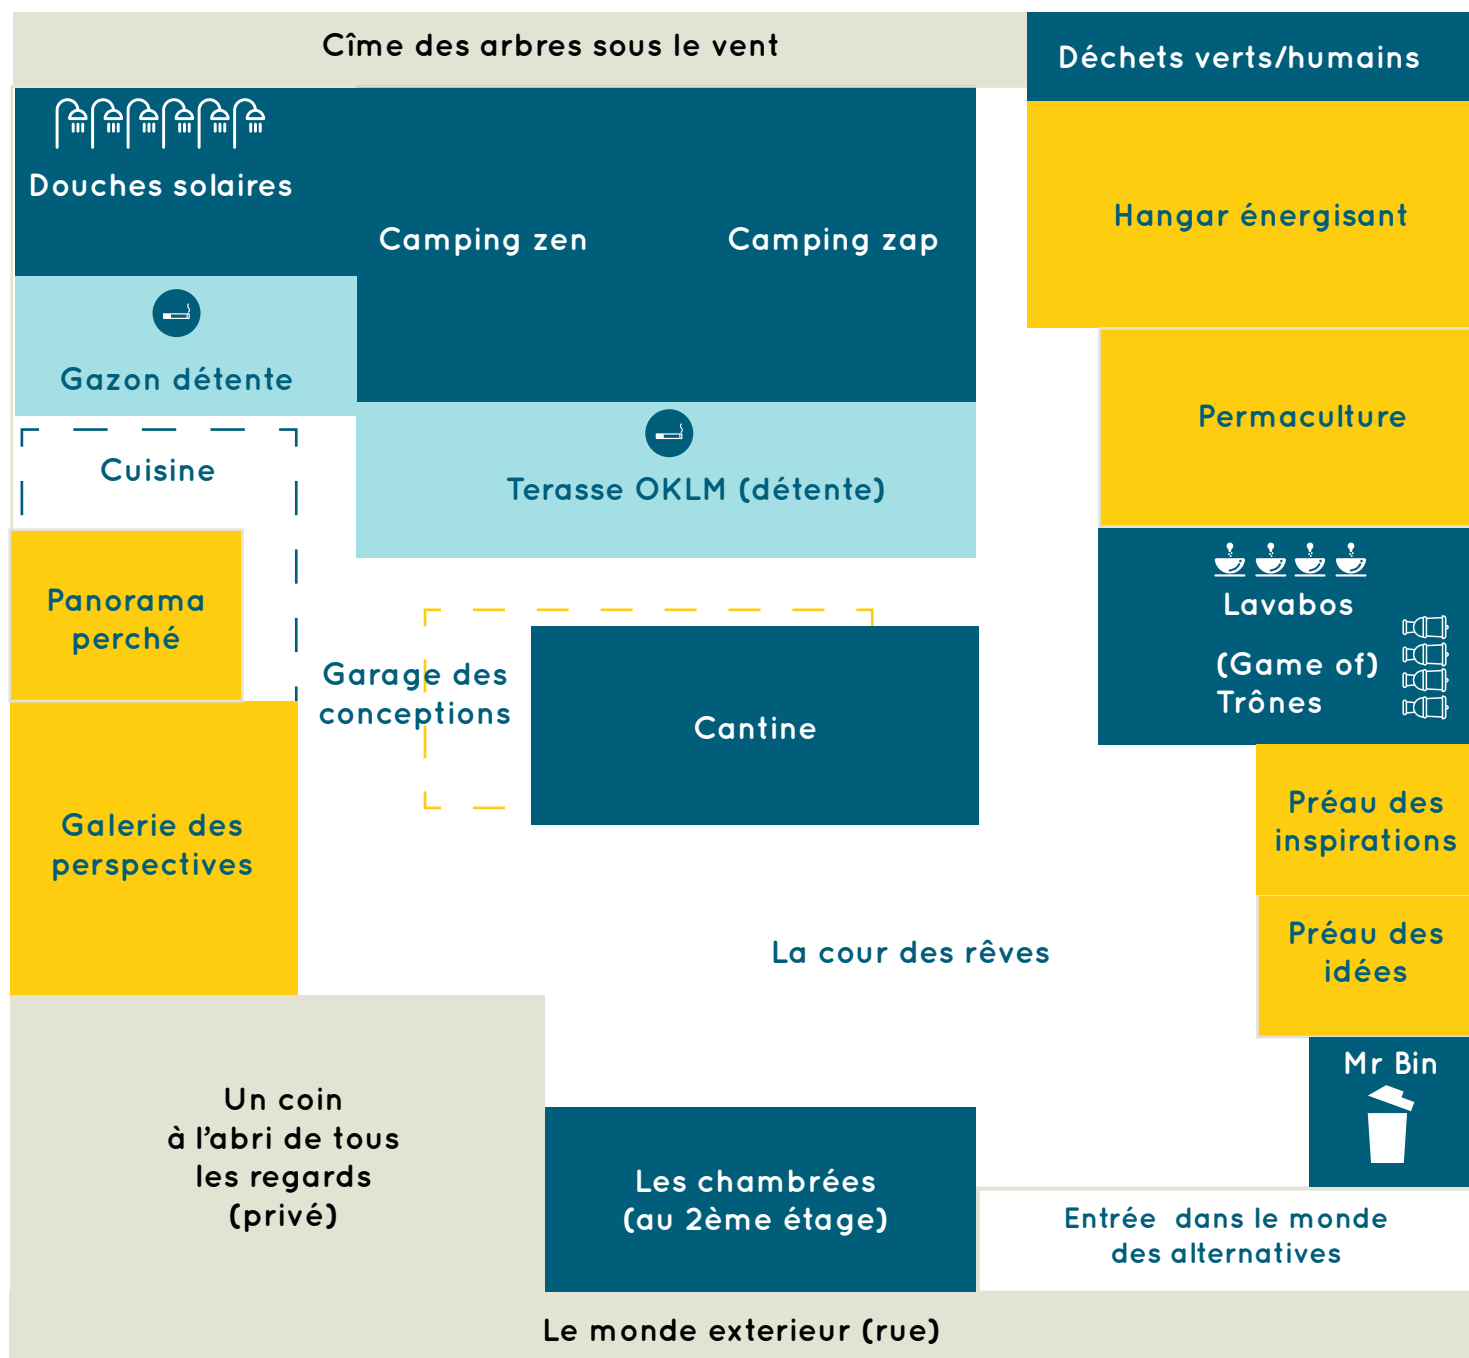 Cîme des arbres sous le vent
Déchets verts/humains
Douches solaires
Camping zen
Camping zap
Hangar énergisant
Gazon détente
Permaculture
Cuisine
Terasse OKLM (détente)
Panorama
perché
Lavabos
(Game of)
Trônes
Garage des
conceptions
Cantine
Galerie des
perspectives
Préau des
inspirations
La cour des rêves
Préau des
idées
Mr Bin
Un coin
à l’abri de tous
les regards
(privé)
Les chambrées
(au 2ème étage)
Entrée dans le monde
des alternatives
Le monde exterieur (rue)